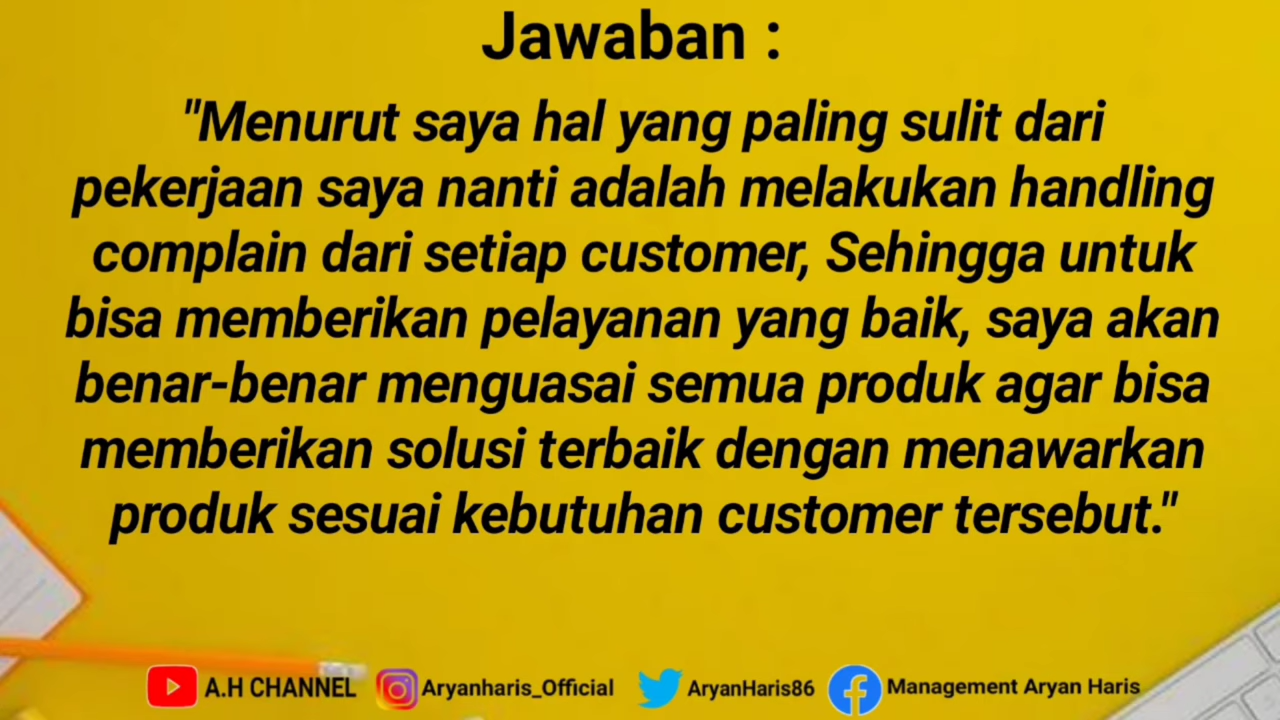 Jawaban :
"Menurut saya hal yang paling sulit dari
pekerjaan saya nanti adalah melakukan handling
complain dari setiap customer, Sehingga untuk
bisa memberikan pelayanan yang baik, saya akan
benar-benar menguasai semua produk agar bisa
memberikan solusi terbaik dengan menawarkan
produk sesuai kebutuhan customer tersebut."
A.H CHANNEL Aryanharis_Official AryanHaris86 Management Aryan Haris